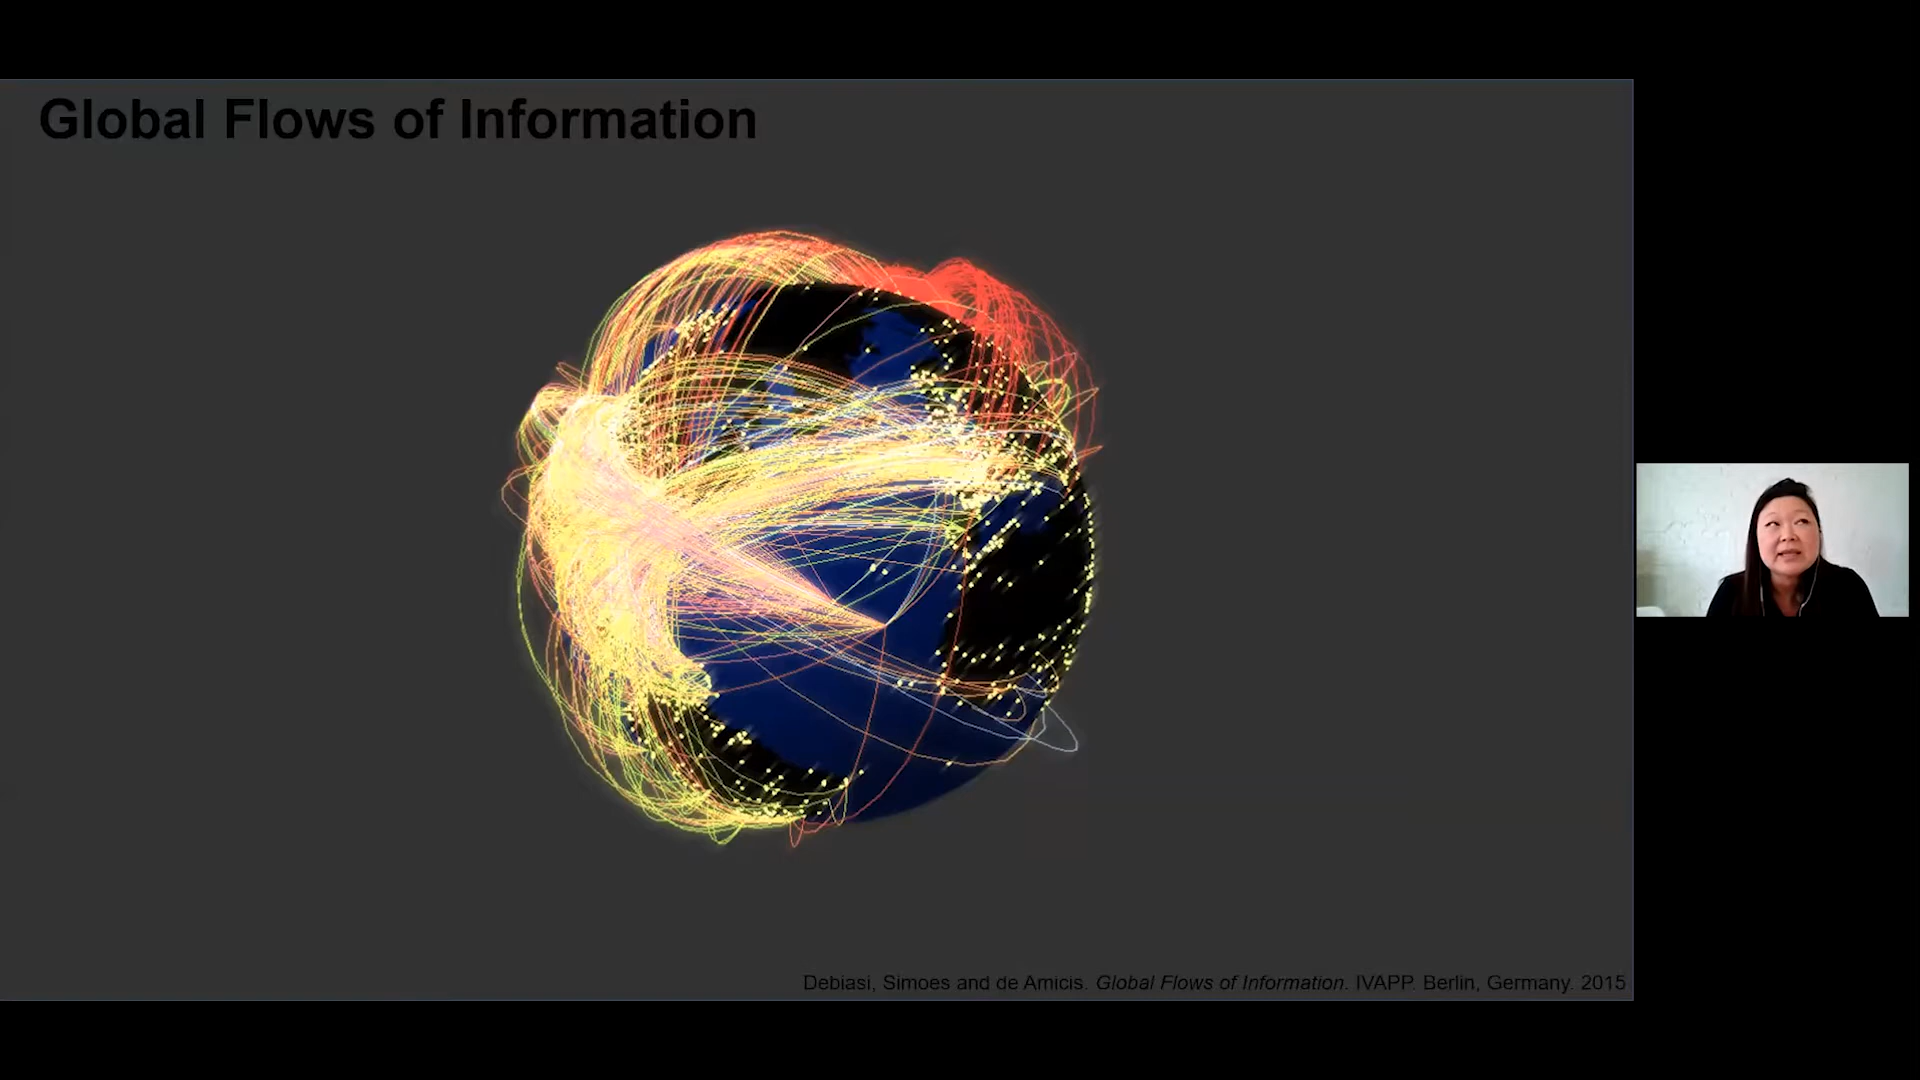 Global Flows of Information
Debiasi, Simoes and de Amicis. Global Flows of Information. IVAPP. Berlin, Germany. 2015